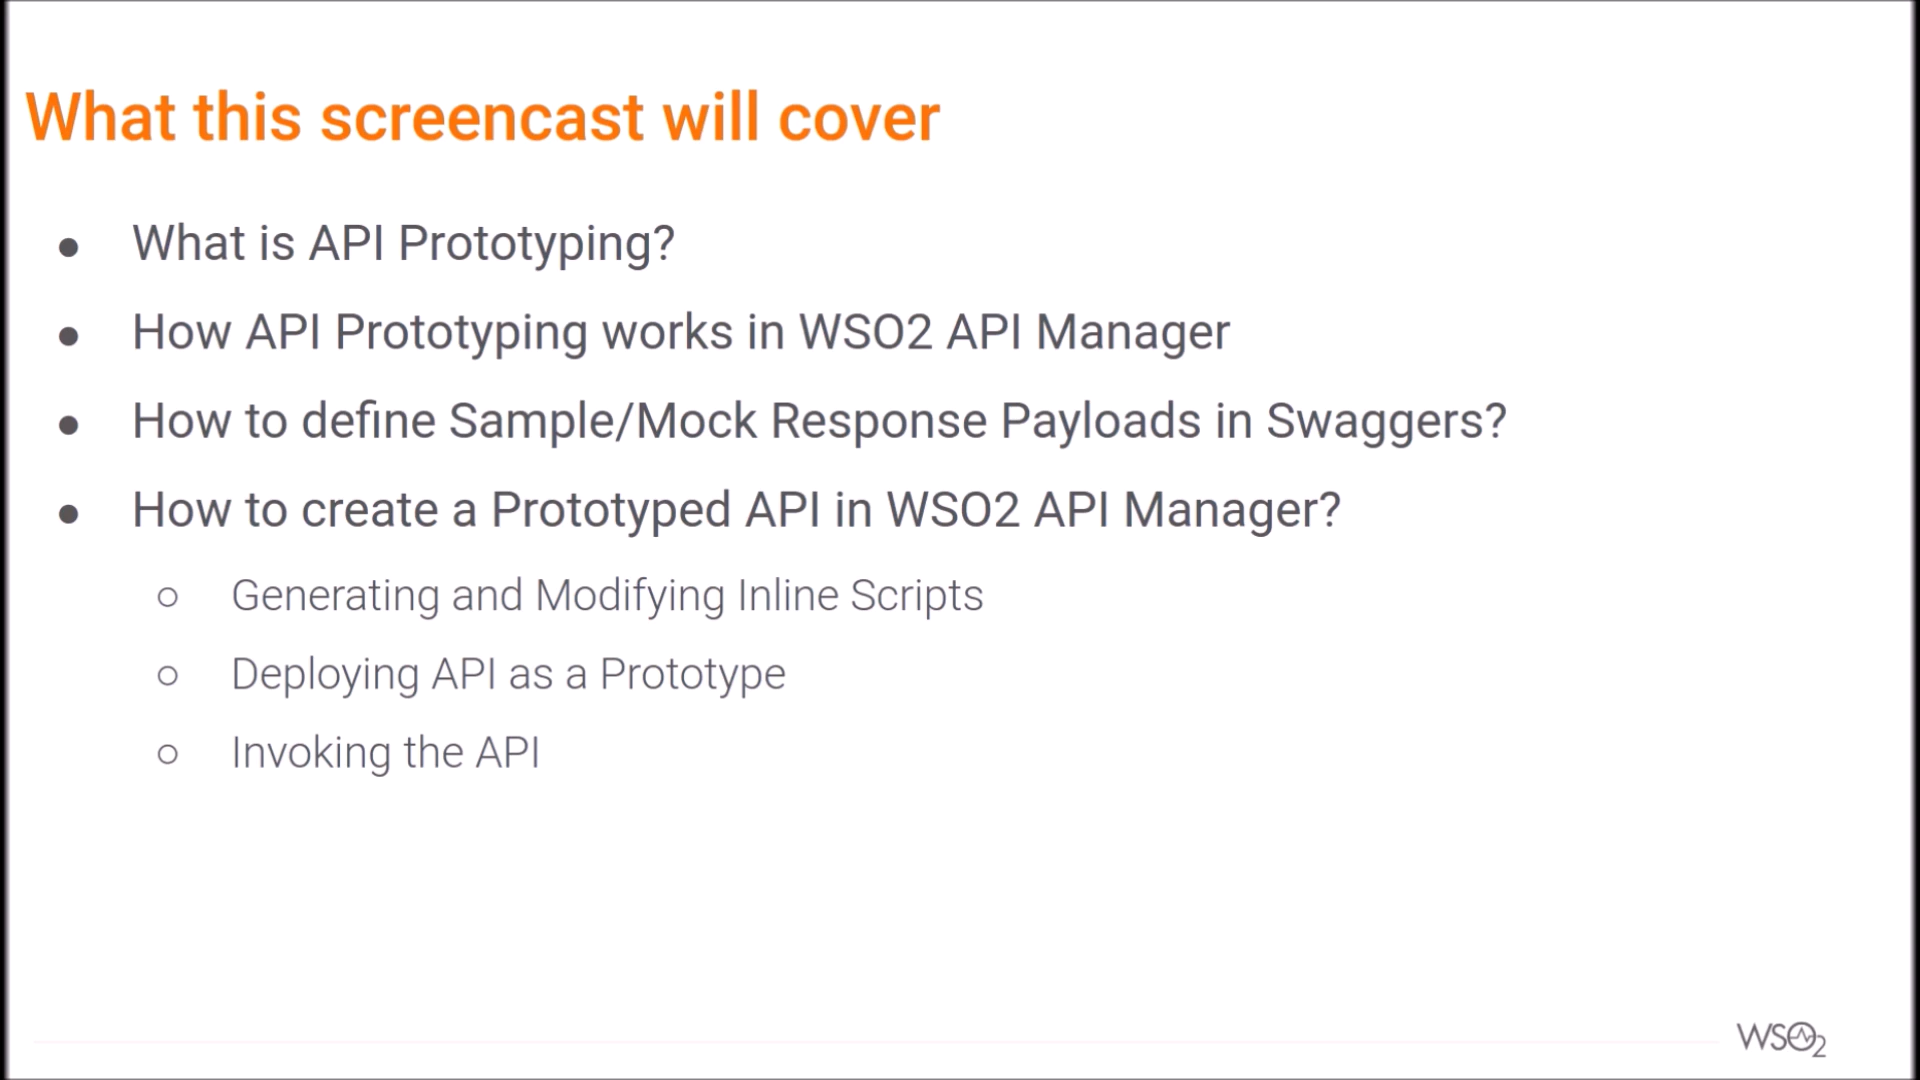 What this screencast will cover
● What is API Prototyping?
● How API Prototyping works in WSO2 API Manager
● How to define Sample/Mock Response Payloads in Swaggers?
● How to create a Prototyped API in WSO2 API Manager?
○ Generating and Modifying Inline Scripts
○ Deploying API as a Prototype
○ Invoking the API
WSO2